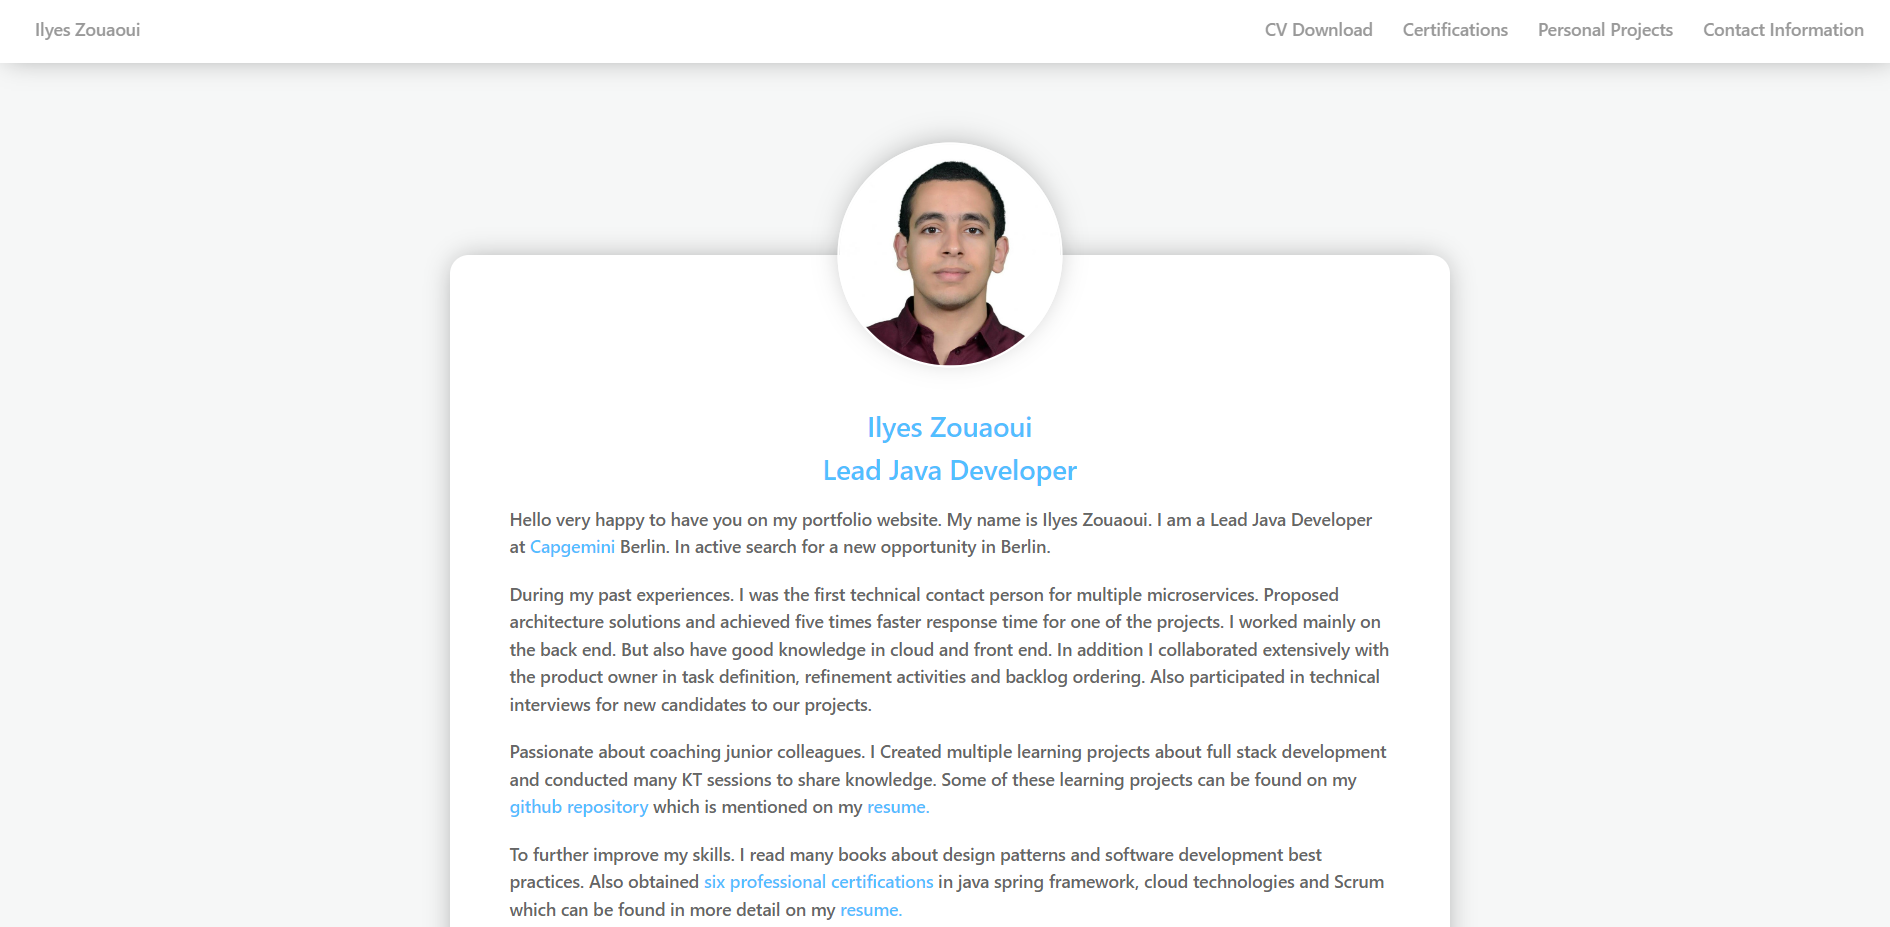 Ilyes Zouaoui
CV Download
Certifications
Personal Projects
Contact Information
Ilyes Zouaoui
Lead Java Developer
Hello very happy to have you on my portfolio website. My name is Ilyes Zouaoui. I am a Lead Java Developer
at Capgemini Berlin. In active search for a new opportunity in Berlin.
During my past experiences. I was the first technical contact person for multiple microservices. Proposed
architecture solutions and achieved five times faster response time for one of the projects. I worked mainly on
the back end. But also have good knowledge in cloud and front end. In addition I collaborated extensively with
the product owner in task definition, refinement activities and backlog ordering. Also participated in technical
interviews for new candidates to our projects.
Passionate about coaching junior colleagues. I Created multiple learning projects about full stack development
and conducted many KT sessions to share knowledge. Some of these learning projects can be found on my
github repository which is mentioned on my resume.
To further improve my skills. I read many books about design patterns and software development best
practices. Also obtained six professional certifications in java spring framework, cloud technologies and Scrum
which can be found in more detail on my resume.